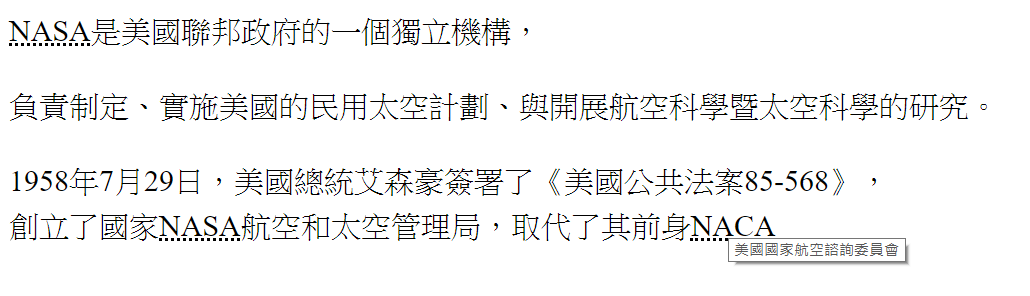 NASA是美國聯邦政府的一個獨立機構，
負責制定、實施美國的民用太空計劃、與開展航空科學暨太空科學的研究。
1958年7月29日，美國總統艾森豪簽署了《美國公共法案85-568》，
創立了國家NASA航空和太空管理局，取代了其前身NACA
美國國家航空諮詢委員會